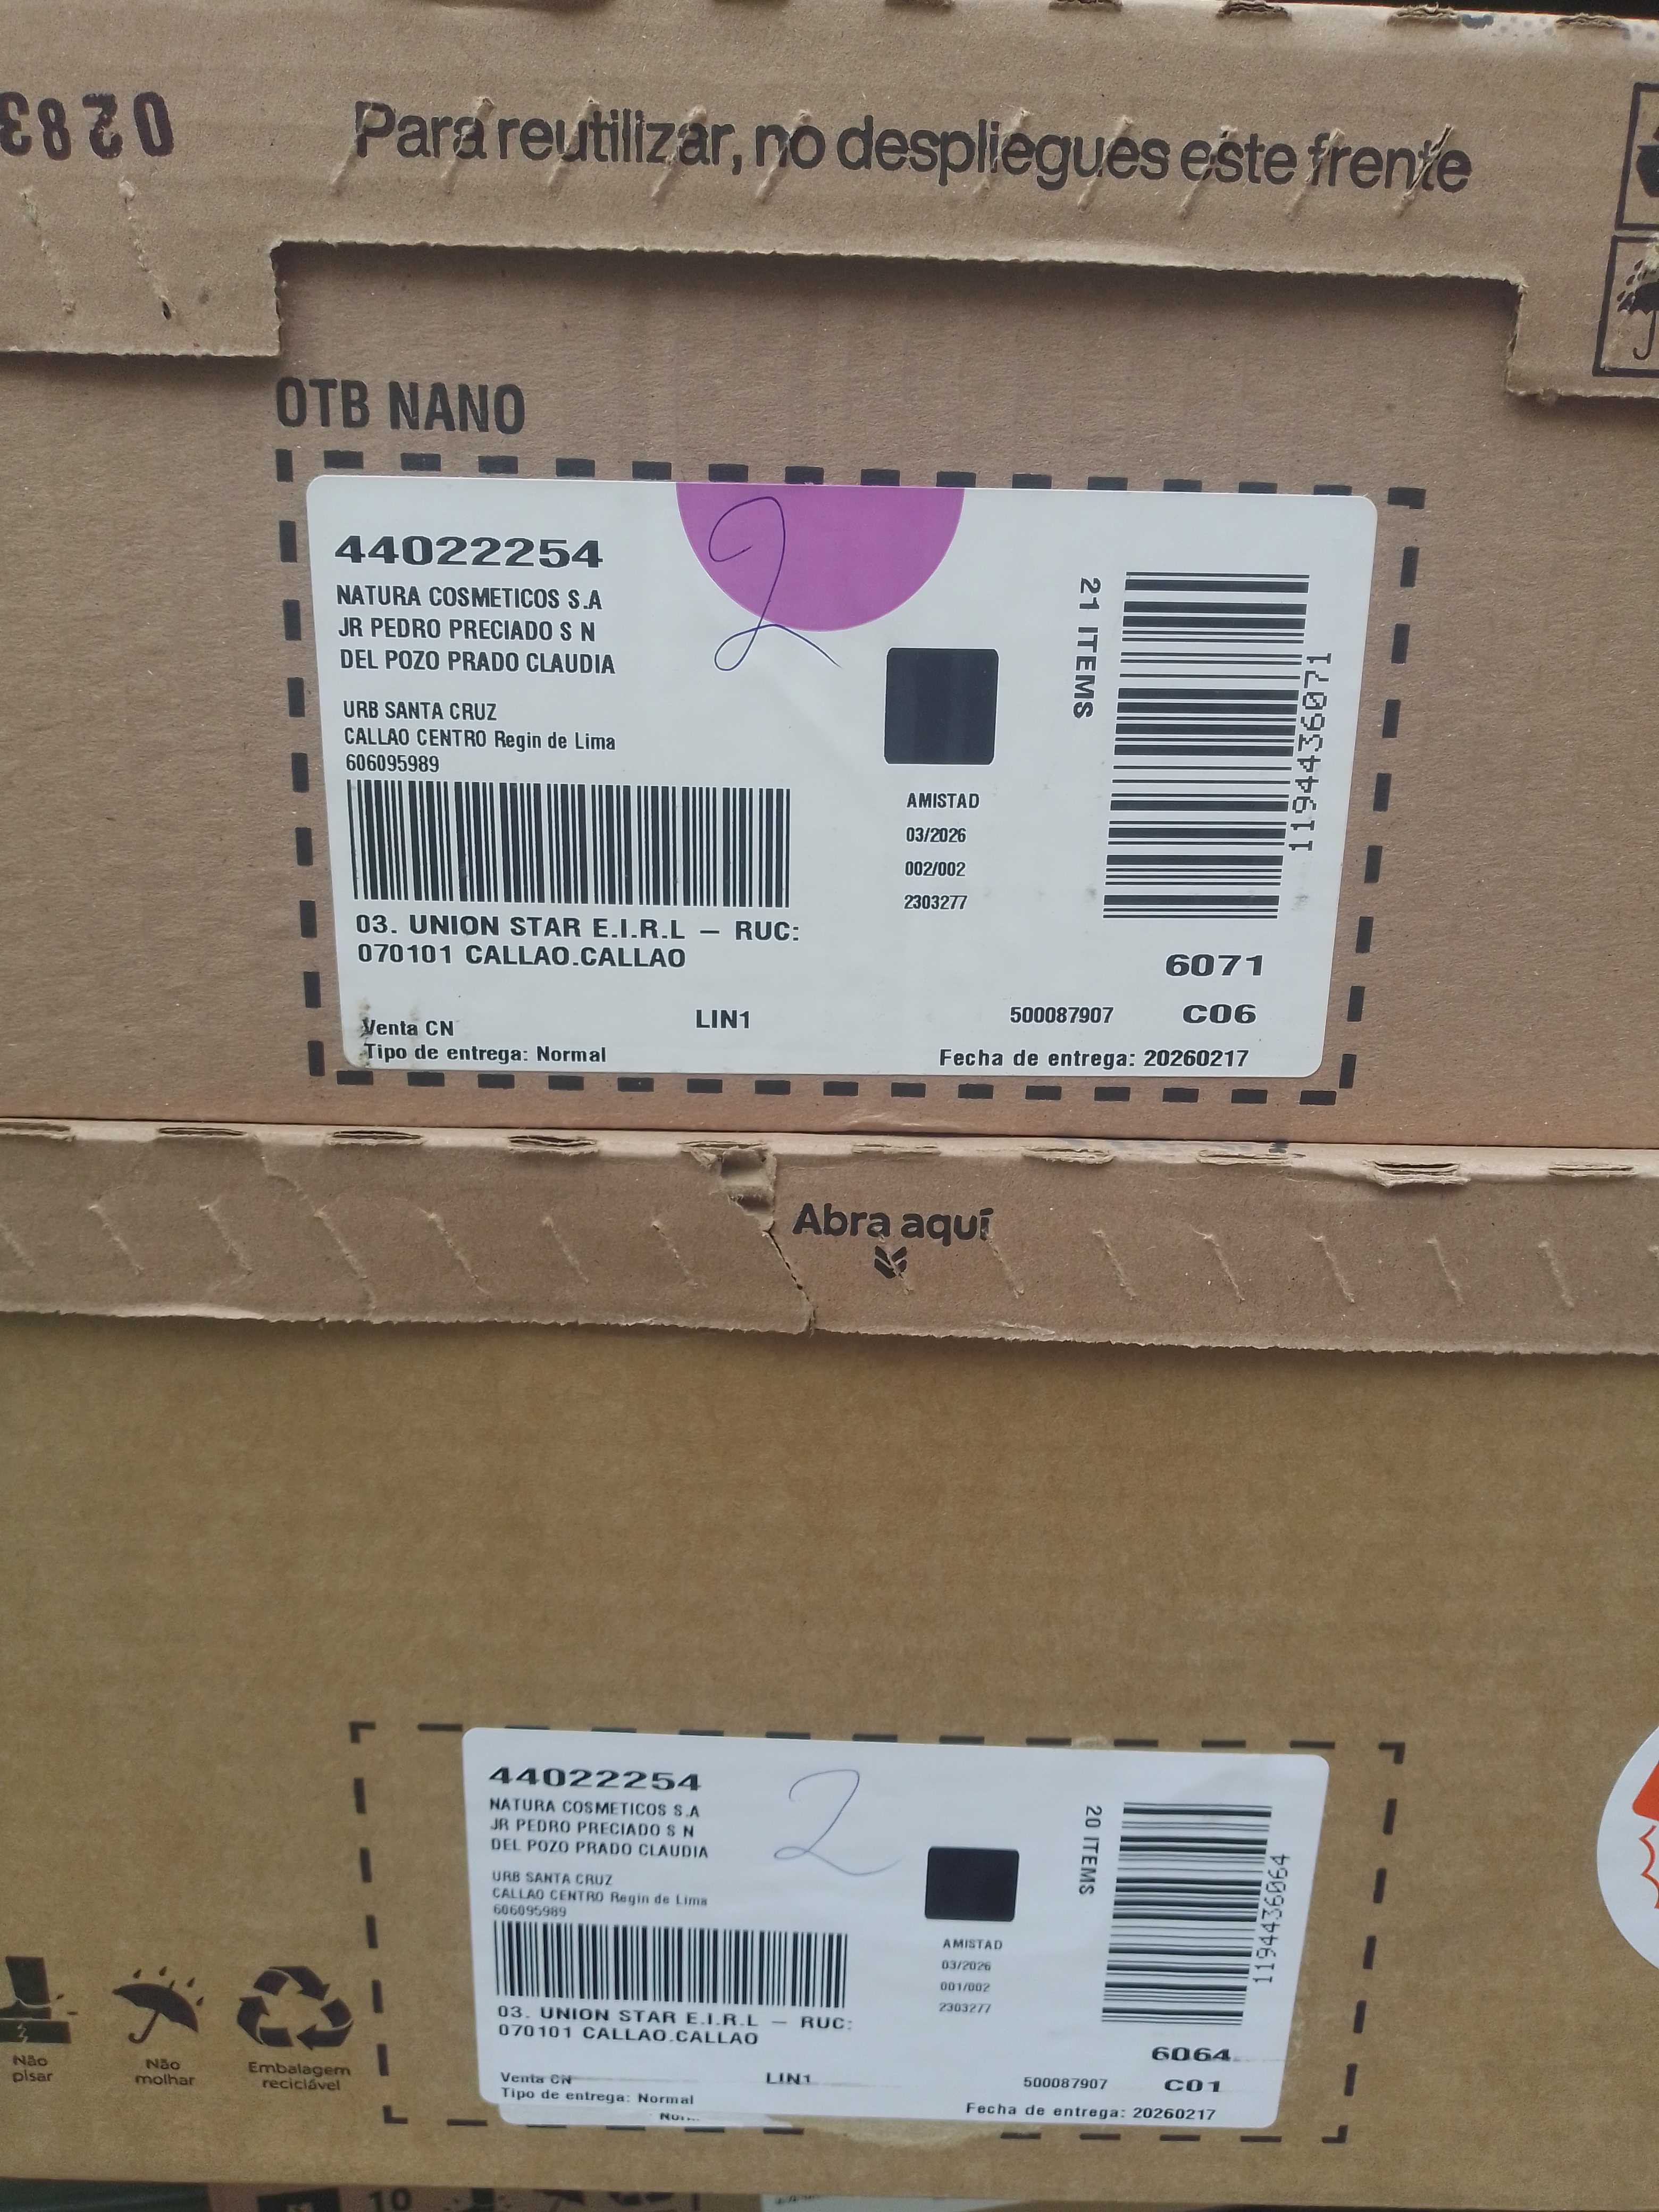 0283
Para reutilizar, no despliegues este frente
OTB NANO
2
44022254
NATURA COSMETICOS S.A
JR PEDRO PRECIADO S N
DEL POZO PRADO CLAUDIA
URB SANTA CRUZ
CALLAO CENTRO Regin de Lima
606095989
03. UNION STAR E.I.R.L – RUC:
070101 CALLAO.CALLAO
Venta CN
LIN1
Tipo de entrega: Normal
AMISTAD
03/2026
002/002
2303277
21 ITEMS
1194436071
6071
500087907
C06
Fecha de entrega: 20260217
Abra aquí
44022254
2
NATURA COSMETICOS S.A
JR PEDRO PRECIADO S N
DEL POZO PRADO CLAUDIA
URB SANTA CRUZ
CALLAO CENTRO Regin de Lima
606095989
03. UNION STAR E.I.R.L – RUC:
070101 CALLAO.CALLAO
Venta CN
LIN1
Tipo de entrega: Normal
AMISTAD
03/2026
001/002
2303277
20 ITEMS
1194436064
6064
500087907
C01
Fecha de entrega: 20260217
Não
pisar
Não
molhar
Embalagem
reciclável
10